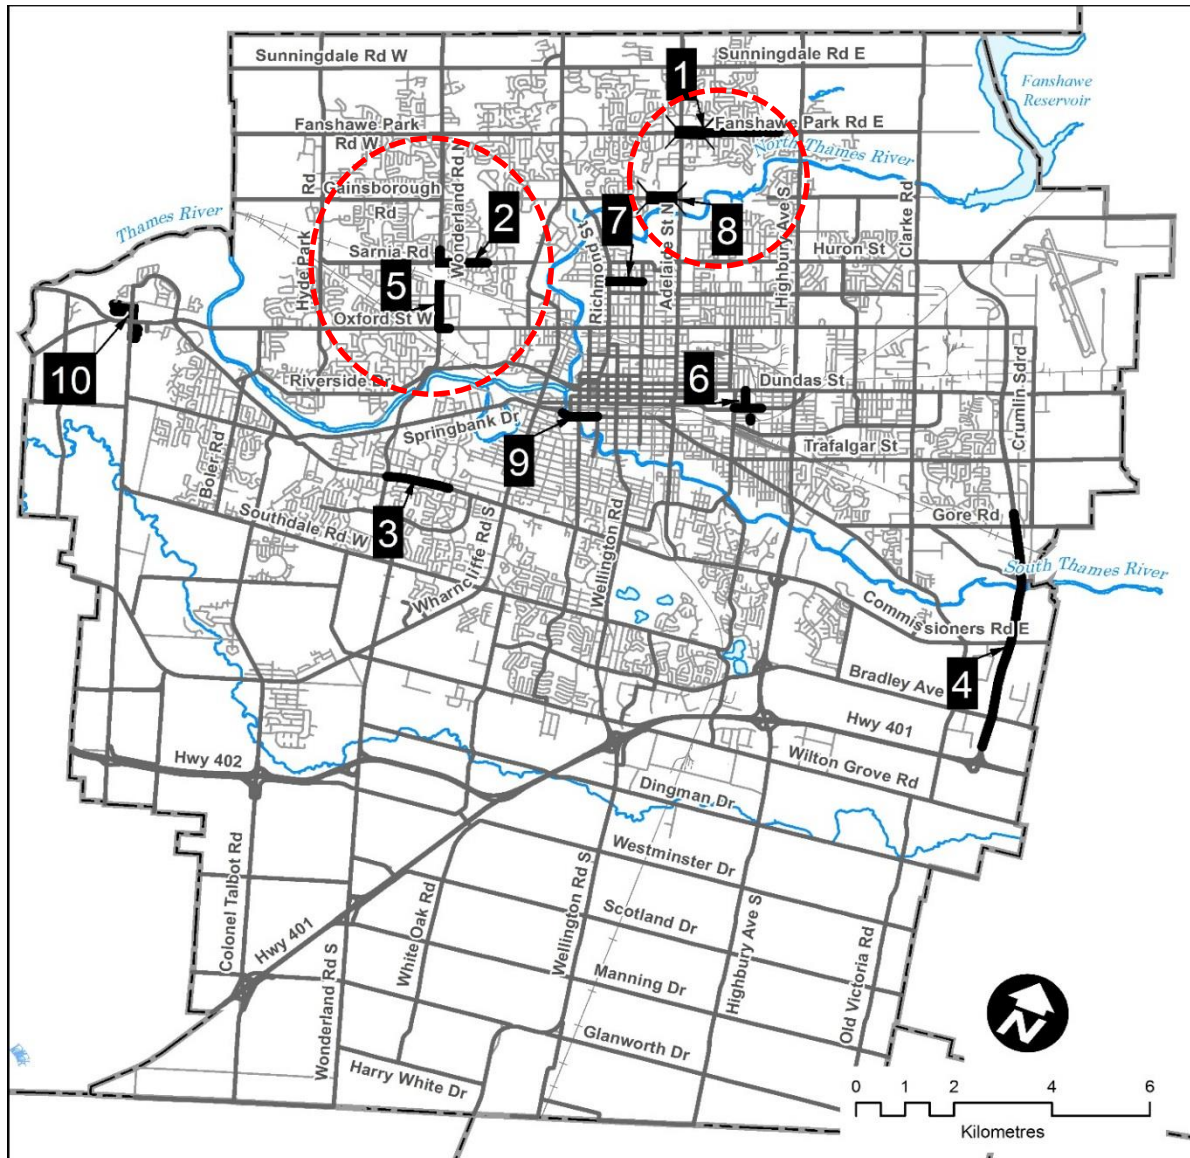 Sunningdale Rd W
Sunningdale Rd E
1
Fanshawe
Reservoir
Fanshawe Park
Rd W
Fanshawe Park Rd E
North Thames River
Wonderland Rd N
Gainsborough
Rd
Hyde Park
Rd
2
7
8
Thames River
Sarnia Rd
Richmond St
Adelaide St N
Highbury Ave S
Clarke Rd
Huron St
5
Oxford St W
10
Riverside Dr
6
Dundas St
Crumlin Sdrd
Springbank Dr
9
Trafalgar St
Boler Rd
3
Gore Rd
Southdale Rd W
Wharncliffe Rd S
Wellington Rd
South Thames River
Commissioners Rd E
Bradley Ave
4
Hwy 401
Hwy 402
Wilton Grove Rd
Dingman Dr
Colonel Talbot Rd
Westminster Dr
White Oak Rd
Wellington Rd S
Scotland Dr
Highbury Ave S
Old Victoria Rd
Hwy 401
Wonderland Rd S
Manning Dr
Glanworth Dr
Harry White Dr
N
0 1 2 4 6
Kilometres